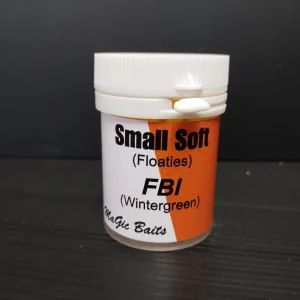 Small Soft
(Floaties)
FBI
(Wintergreen)
MaGic Baits